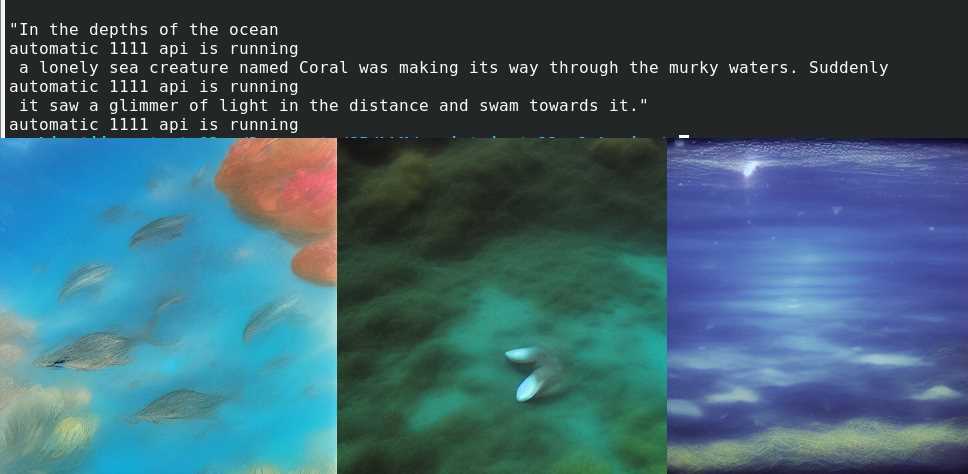 "In the depths of the ocean
automatic 1111 api is running
 a lonely sea creature named Coral was making its way through the murky waters. Suddenly
automatic 1111 api is running
 it saw a glimmer of light in the distance and swam towards it."
automatic 1111 api is running